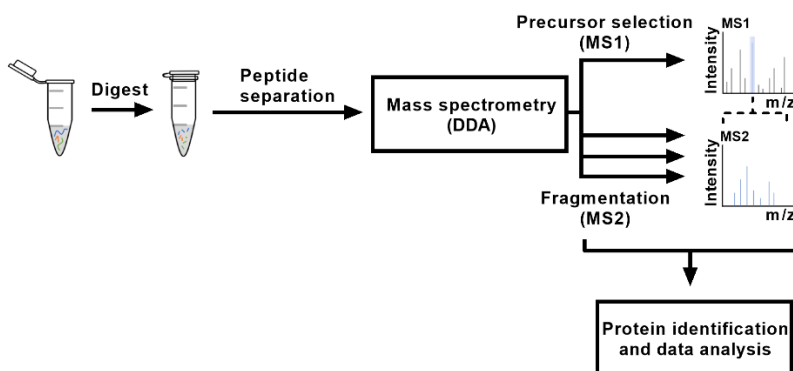 Digest
Peptide
separation
Mass spectrometry
(DDA)
Precursor selection
(MS1)
MS1
Intensity
m/z
MS2
Intensity
m/z
Fragmentation
(MS2)
Protein identification
and data analysis